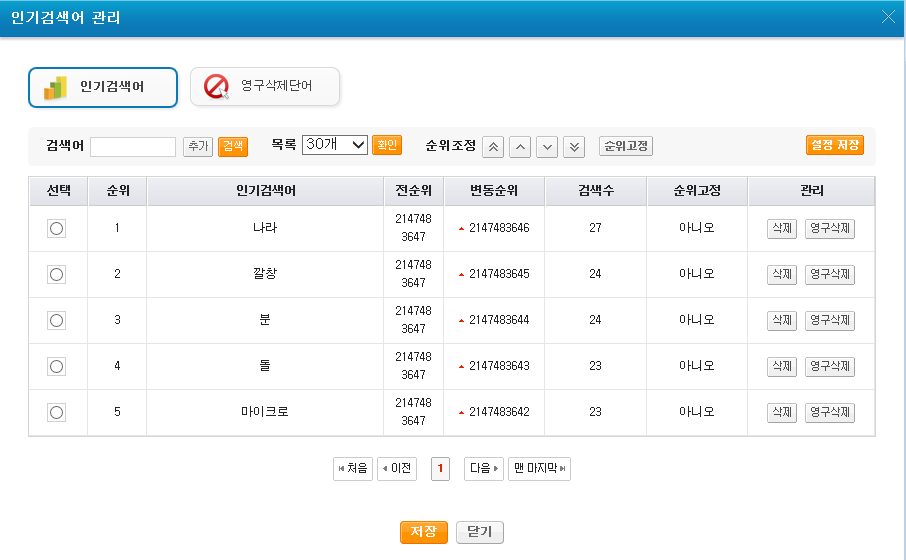 인기검색어 관리
인기검색어 영구삭제단어
검색어 추가 검색 목록 30개 확인 순위조정 순위고정 설정 저장
선택 순위 인기검색어 전순위 변동순위 검색수 순위고정 관리
1 나라 2147483647 2147483646 27 아니오 삭제 영구삭제
2 깔창 2147483647 2147483645 24 아니오 삭제 영구삭제
3 분 2147483647 2147483644 24 아니오 삭제 영구삭제
4 돌 2147483647 2147483643 23 아니오 삭제 영구삭제
5 마이크로 2147483647 2147483642 23 아니오 삭제 영구삭제
처음 이전 1 다음 맨 마지막
저장 닫기